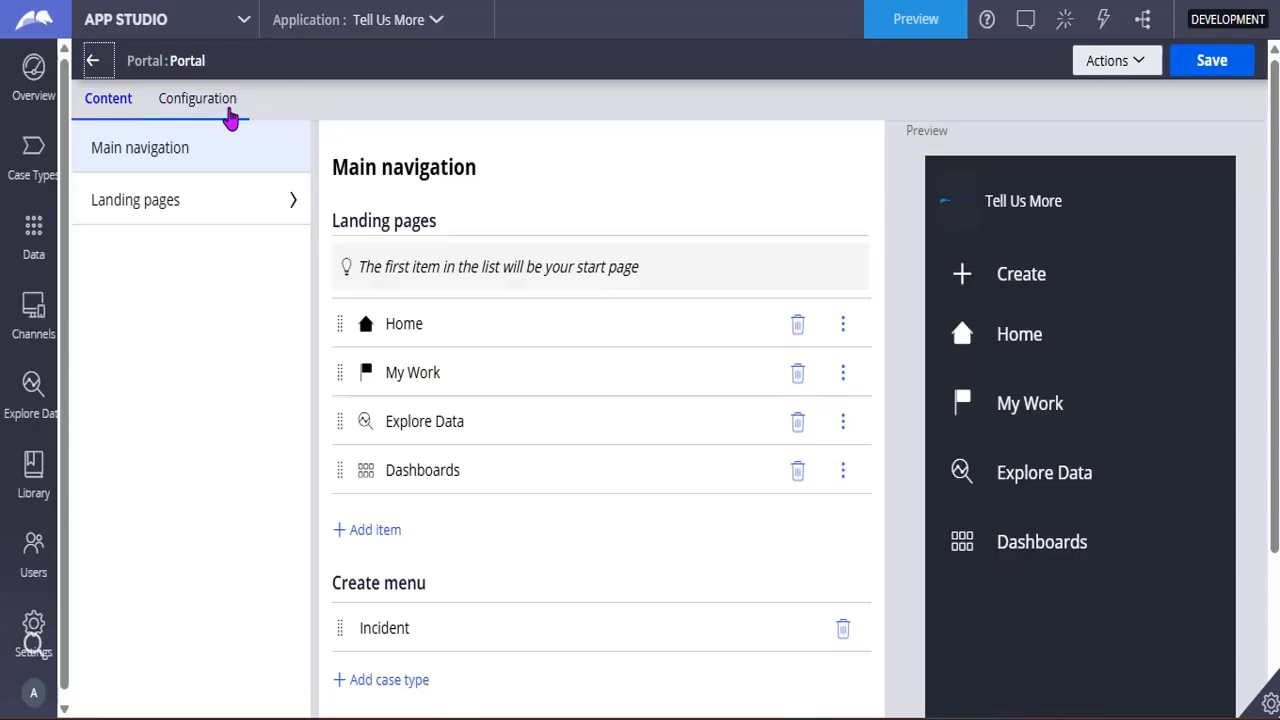 APP STUDIO
Application : Tell Us More
Preview
DEVELOPMENT
Portal : Portal
Actions
Save
Content
Configuration
Main navigation
Landing pages
Main navigation
Landing pages
The first item in the list will be your start page
Home
My Work
Explore Data
Dashboards
+ Add item
Create menu
Incident
+ Add case type
Preview
Tell Us More
Create
Home
My Work
Explore Data
Dashboards
Overview
Case Types
Data
Channels
Explore Dat
Library
Users
Settings
A